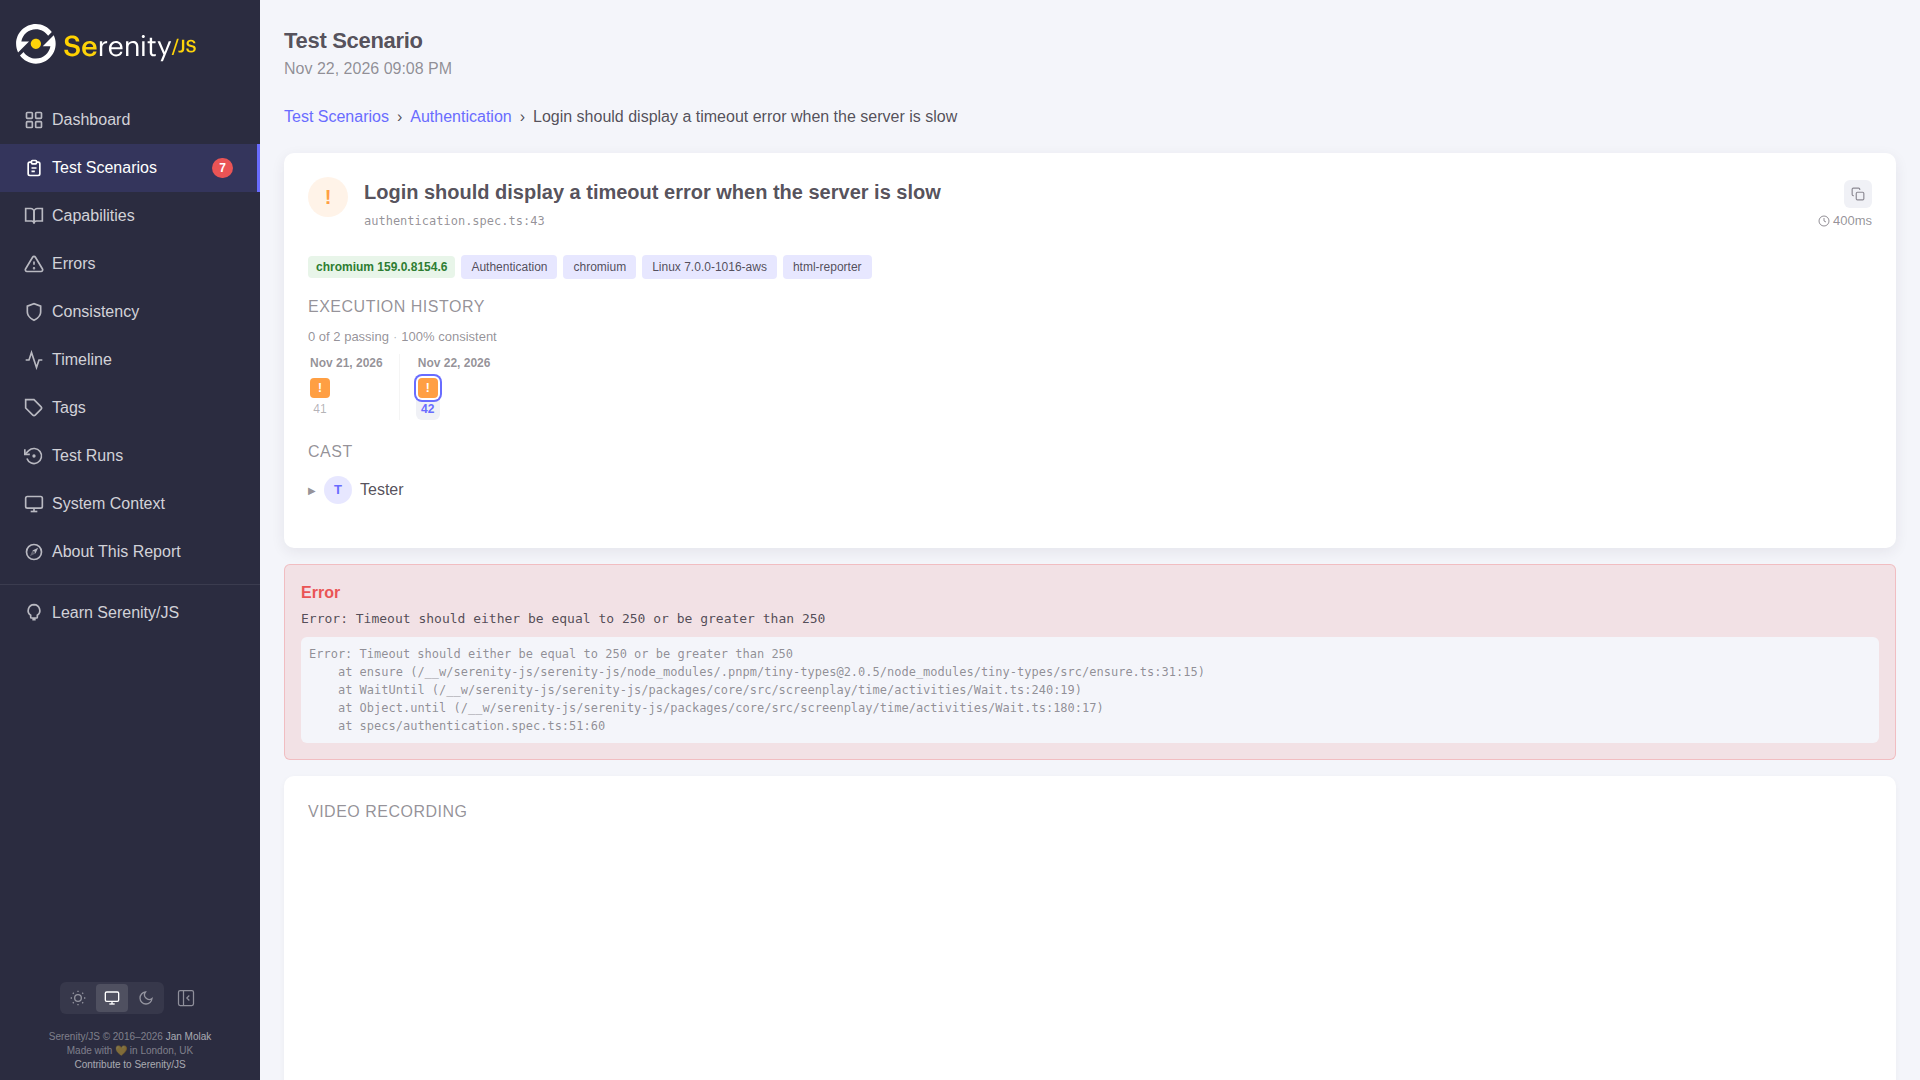 Serenity/JS
Dashboard
Test Scenarios 7
Capabilities
Errors
Consistency
Timeline
Tags
Test Runs
System Context
About This Report
Learn Serenity/JS
Serenity/JS © 2016–2026 Jan Molak
Made with 🤎 in London, UK
Contribute to Serenity/JS
Test Scenario
Nov 22, 2026 09:08 PM
Test Scenarios › Authentication › Login should display a timeout error when the server is slow
! Login should display a timeout error when the server is slow
authentication.spec.ts:43
400ms
chromium 159.0.8154.6 Authentication chromium Linux 7.0.0-1016-aws html-reporter
EXECUTION HISTORY
0 of 2 passing · 100% consistent
Nov 21, 2026 Nov 22, 2026
! !
41 42
CAST
▶ T Tester
Error
Error: Timeout should either be equal to 250 or be greater than 250
Error: Timeout should either be equal to 250 or be greater than 250
    at ensure (/__w/serenity-js/serenity-js/node_modules/.pnpm/tiny-types@2.0.5/node_modules/tiny-types/src/ensure.ts:31:15)
    at WaitUntil (/__w/serenity-js/serenity-js/packages/core/src/screenplay/time/activities/Wait.ts:240:19)
    at Object.until (/__w/serenity-js/serenity-js/packages/core/src/screenplay/time/activities/Wait.ts:180:17)
    at specs/authentication.spec.ts:51:60
VIDEO RECORDING